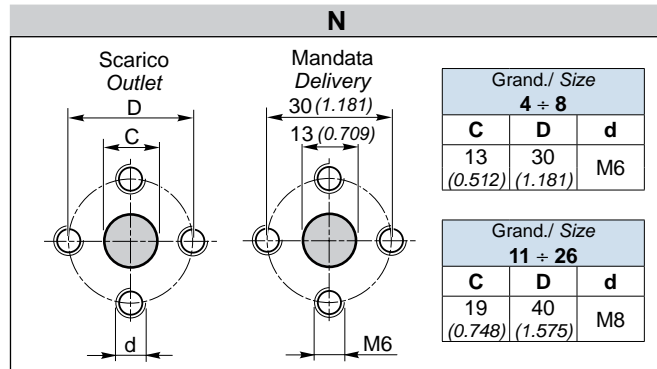 N
Scarico
Outlet
D
C
d
Mandata
Delivery
30 (1.181)
13 (0.709)
M6
Grand./ Size
4 ÷ 8
C D d
13 30 M6
(0.512) (1.181)
Grand./ Size
11 ÷ 26
C D d
19 40 M8
(0.748) (1.575)